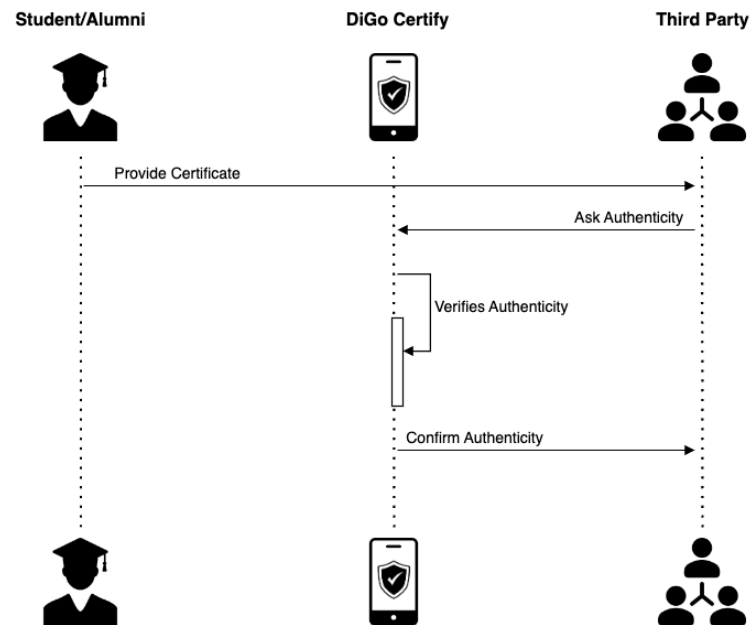 Student/Alumni
DiGo Certify
Third Party
Provide Certificate
Ask Authenticity
Verifies Authenticity
Confirm Authenticity